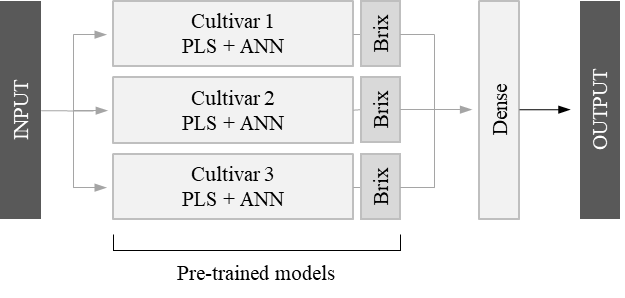 INPUT
Cultivar 1
PLS + ANN
Brix
Cultivar 2
PLS + ANN
Brix
Cultivar 3
PLS + ANN
Brix
Dense
OUTPUT
Pre-trained models